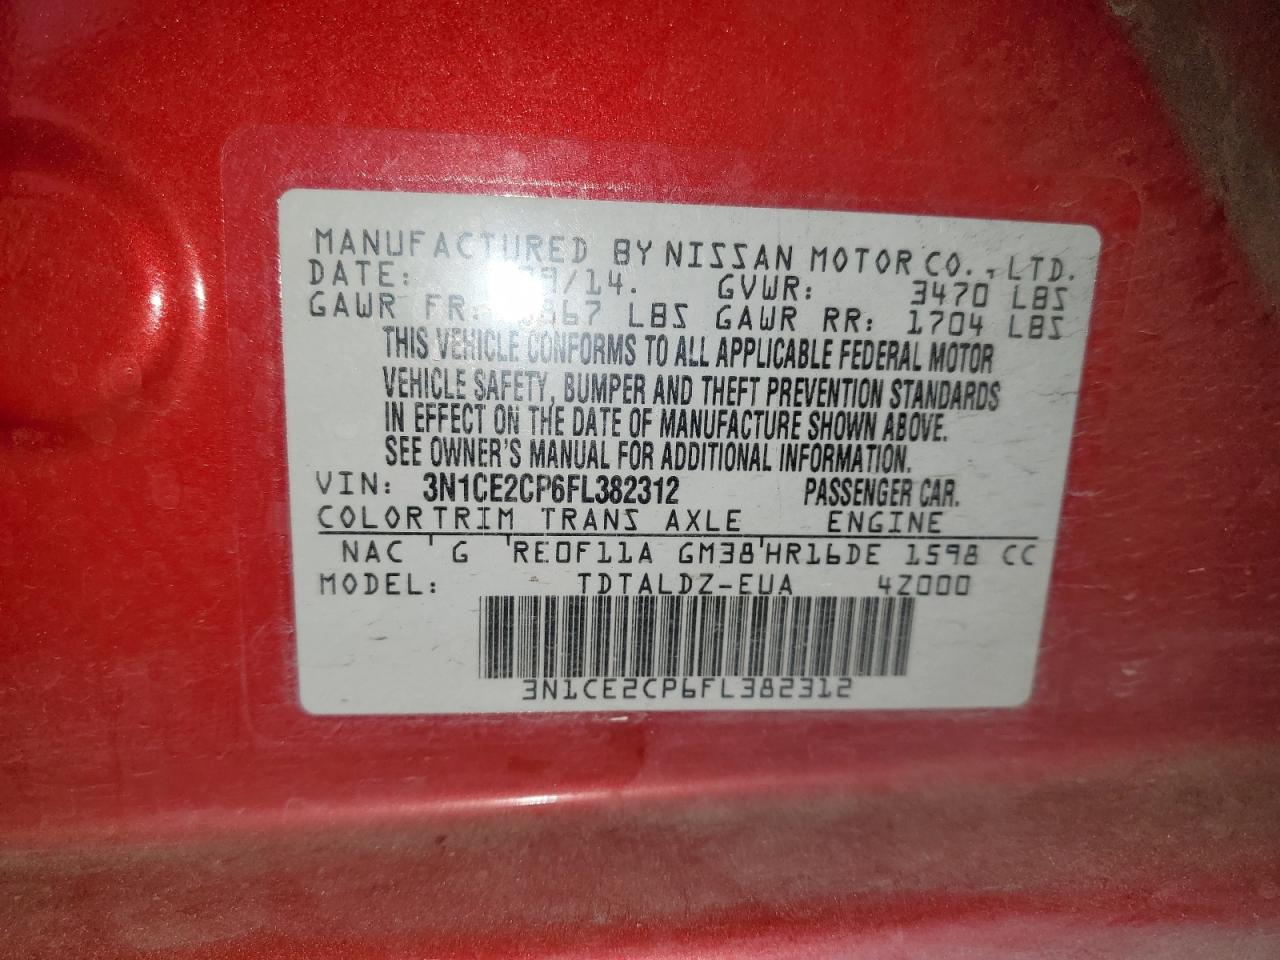 MANUFACTURED BY NISSAN MOTOR CO., LTD.
DATE: /14. GVWR: 3470 LBS
GAWR FR: LBS GAWR RR: 1704 LBS
THIS VEHICLE CONFORMS TO ALL APPLICABLE FEDERAL MOTOR
VEHICLE SAFETY, BUMPER AND THEFT PREVENTION STANDARDS
IN EFFECT ON THE DATE OF MANUFACTURE SHOWN ABOVE.
SEE OWNER'S MANUAL FOR ADDITIONAL INFORMATION.
VIN: 3N1CE2CP6FL382312 PASSENGER CAR.
COLOR TRIM TRANS AXLE ENGINE
NAC ' G ' RE0F11A GM38 ' HR16DE 1598 CC
MODEL: TDTALDZ-EUA 4Z000
3N1CE2CP6FL382312